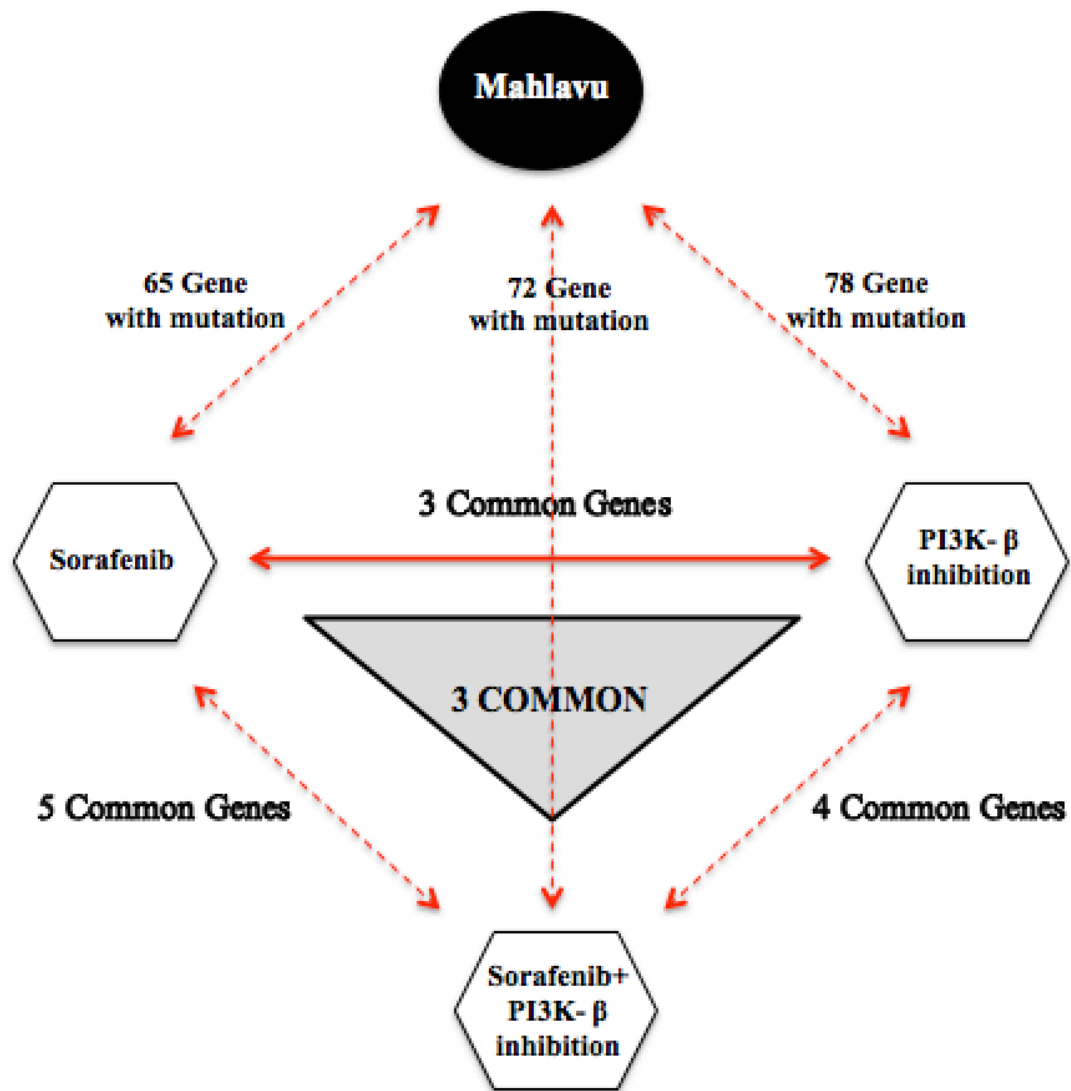 Mahlavu
65 Gene
with mutation
72 Gene
with mutation
78 Gene
with mutation
3 Common Genes
Sorafenib
PI3K- β
inhibition
3 COMMON
5 Common Genes
4 Common Genes
Sorafenib+
PI3K- β
inhibition